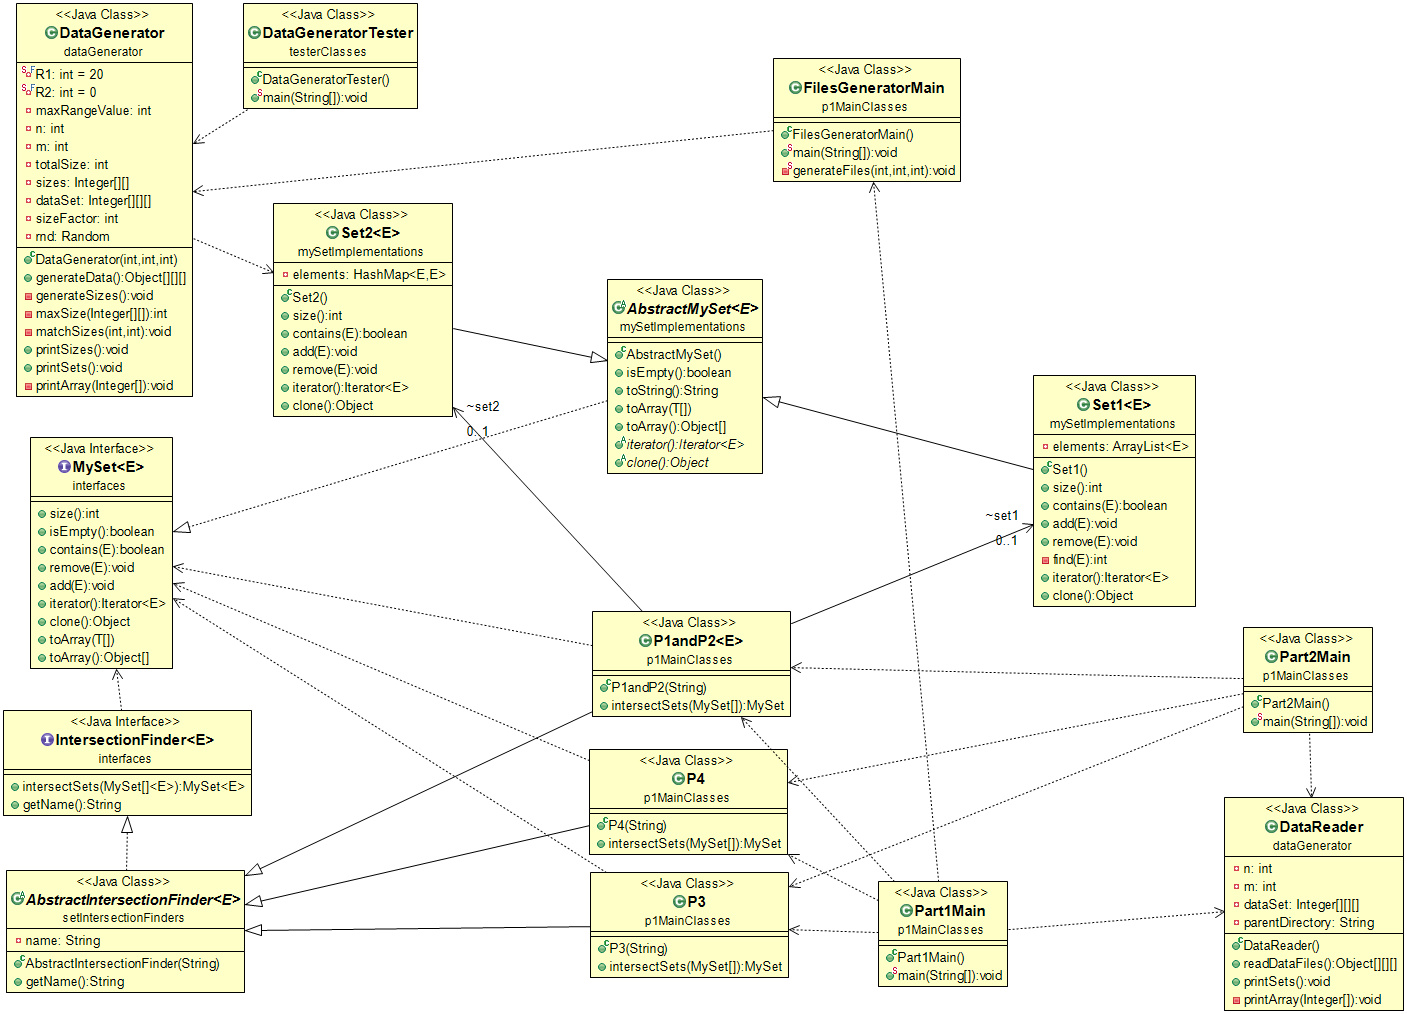 <<Java Class>>
DataGenerator
dataGenerator
R1: int = 20
R2: int = 0
maxRangeValue: int
n: int
m: int
totalSize: int
sizes: Integer[][]
dataSet: Integer[][][]
sizeFactor: int
rnd: Random
DataGenerator(int,int,int)
generateData():Object[][][]
generateSizes():void
maxSize(Integer[][]):int
matchSizes(int,int):void
printSizes():void
printSets():void
printArray(Integer[]):void
<<Java Class>>
DataGeneratorTester
testerClasses
DataGeneratorTester()
main(String[]):void
<<Java Class>>
FilesGeneratorMain
p1MainClasses
FilesGeneratorMain()
main(String[]):void
generateFiles(int,int,int):void
<<Java Class>>
Set2<E>
mySetImplementations
elements: HashMap<E,E>
Set2()
size():int
contains(E):boolean
add(E):void
remove(E):void
iterator():Iterator<E>
clone():Object
<<Java Class>>
AbstractMySet<E>
mySetImplementations
AbstractMySet()
isEmpty():boolean
toString():String
toArray(T[])
toArray():Object[]
iterator():Iterator<E>
clone():Object
<<Java Class>>
Set1<E>
mySetImplementations
elements: ArrayList<E>
Set1()
size():int
contains(E):boolean
add(E):void
remove(E):void
find(E):int
iterator():Iterator<E>
clone():Object
~set2
0..1
~set1
0..1
<<Java Interface>>
MySet<E>
interfaces
size():int
isEmpty():boolean
contains(E):boolean
remove(E):void
add(E):void
iterator():Iterator<E>
clone():Object
toArray(T[])
toArray():Object[]
<<Java Class>>
P1andP2<E>
p1MainClasses
P1andP2(String)
intersectSets(MySet[]):MySet
<<Java Class>>
Part2Main
p1MainClasses
Part2Main()
main(String[]):void
<<Java Interface>>
IntersectionFinder<E>
interfaces
intersectSets(MySet[]<E>):MySet<E>
getName():String
<<Java Class>>
P4
p1MainClasses
P4(String)
intersectSets(MySet[]):MySet
<<Java Class>>
DataReader
dataGenerator
n: int
m: int
dataSet: Integer[][][]
parentDirectory: String
DataReader()
readDataFiles():Object[][][]
printSets():void
printArray(Integer[]):void
<<Java Class>>
AbstractIntersectionFinder<E>
setIntersectionFinders
name: String
AbstractIntersectionFinder(String)
getName():String
<<Java Class>>
P3
p1MainClasses
P3(String)
intersectSets(MySet[]):MySet
<<Java Class>>
Part1Main
p1MainClasses
Part1Main()
main(String[]):void